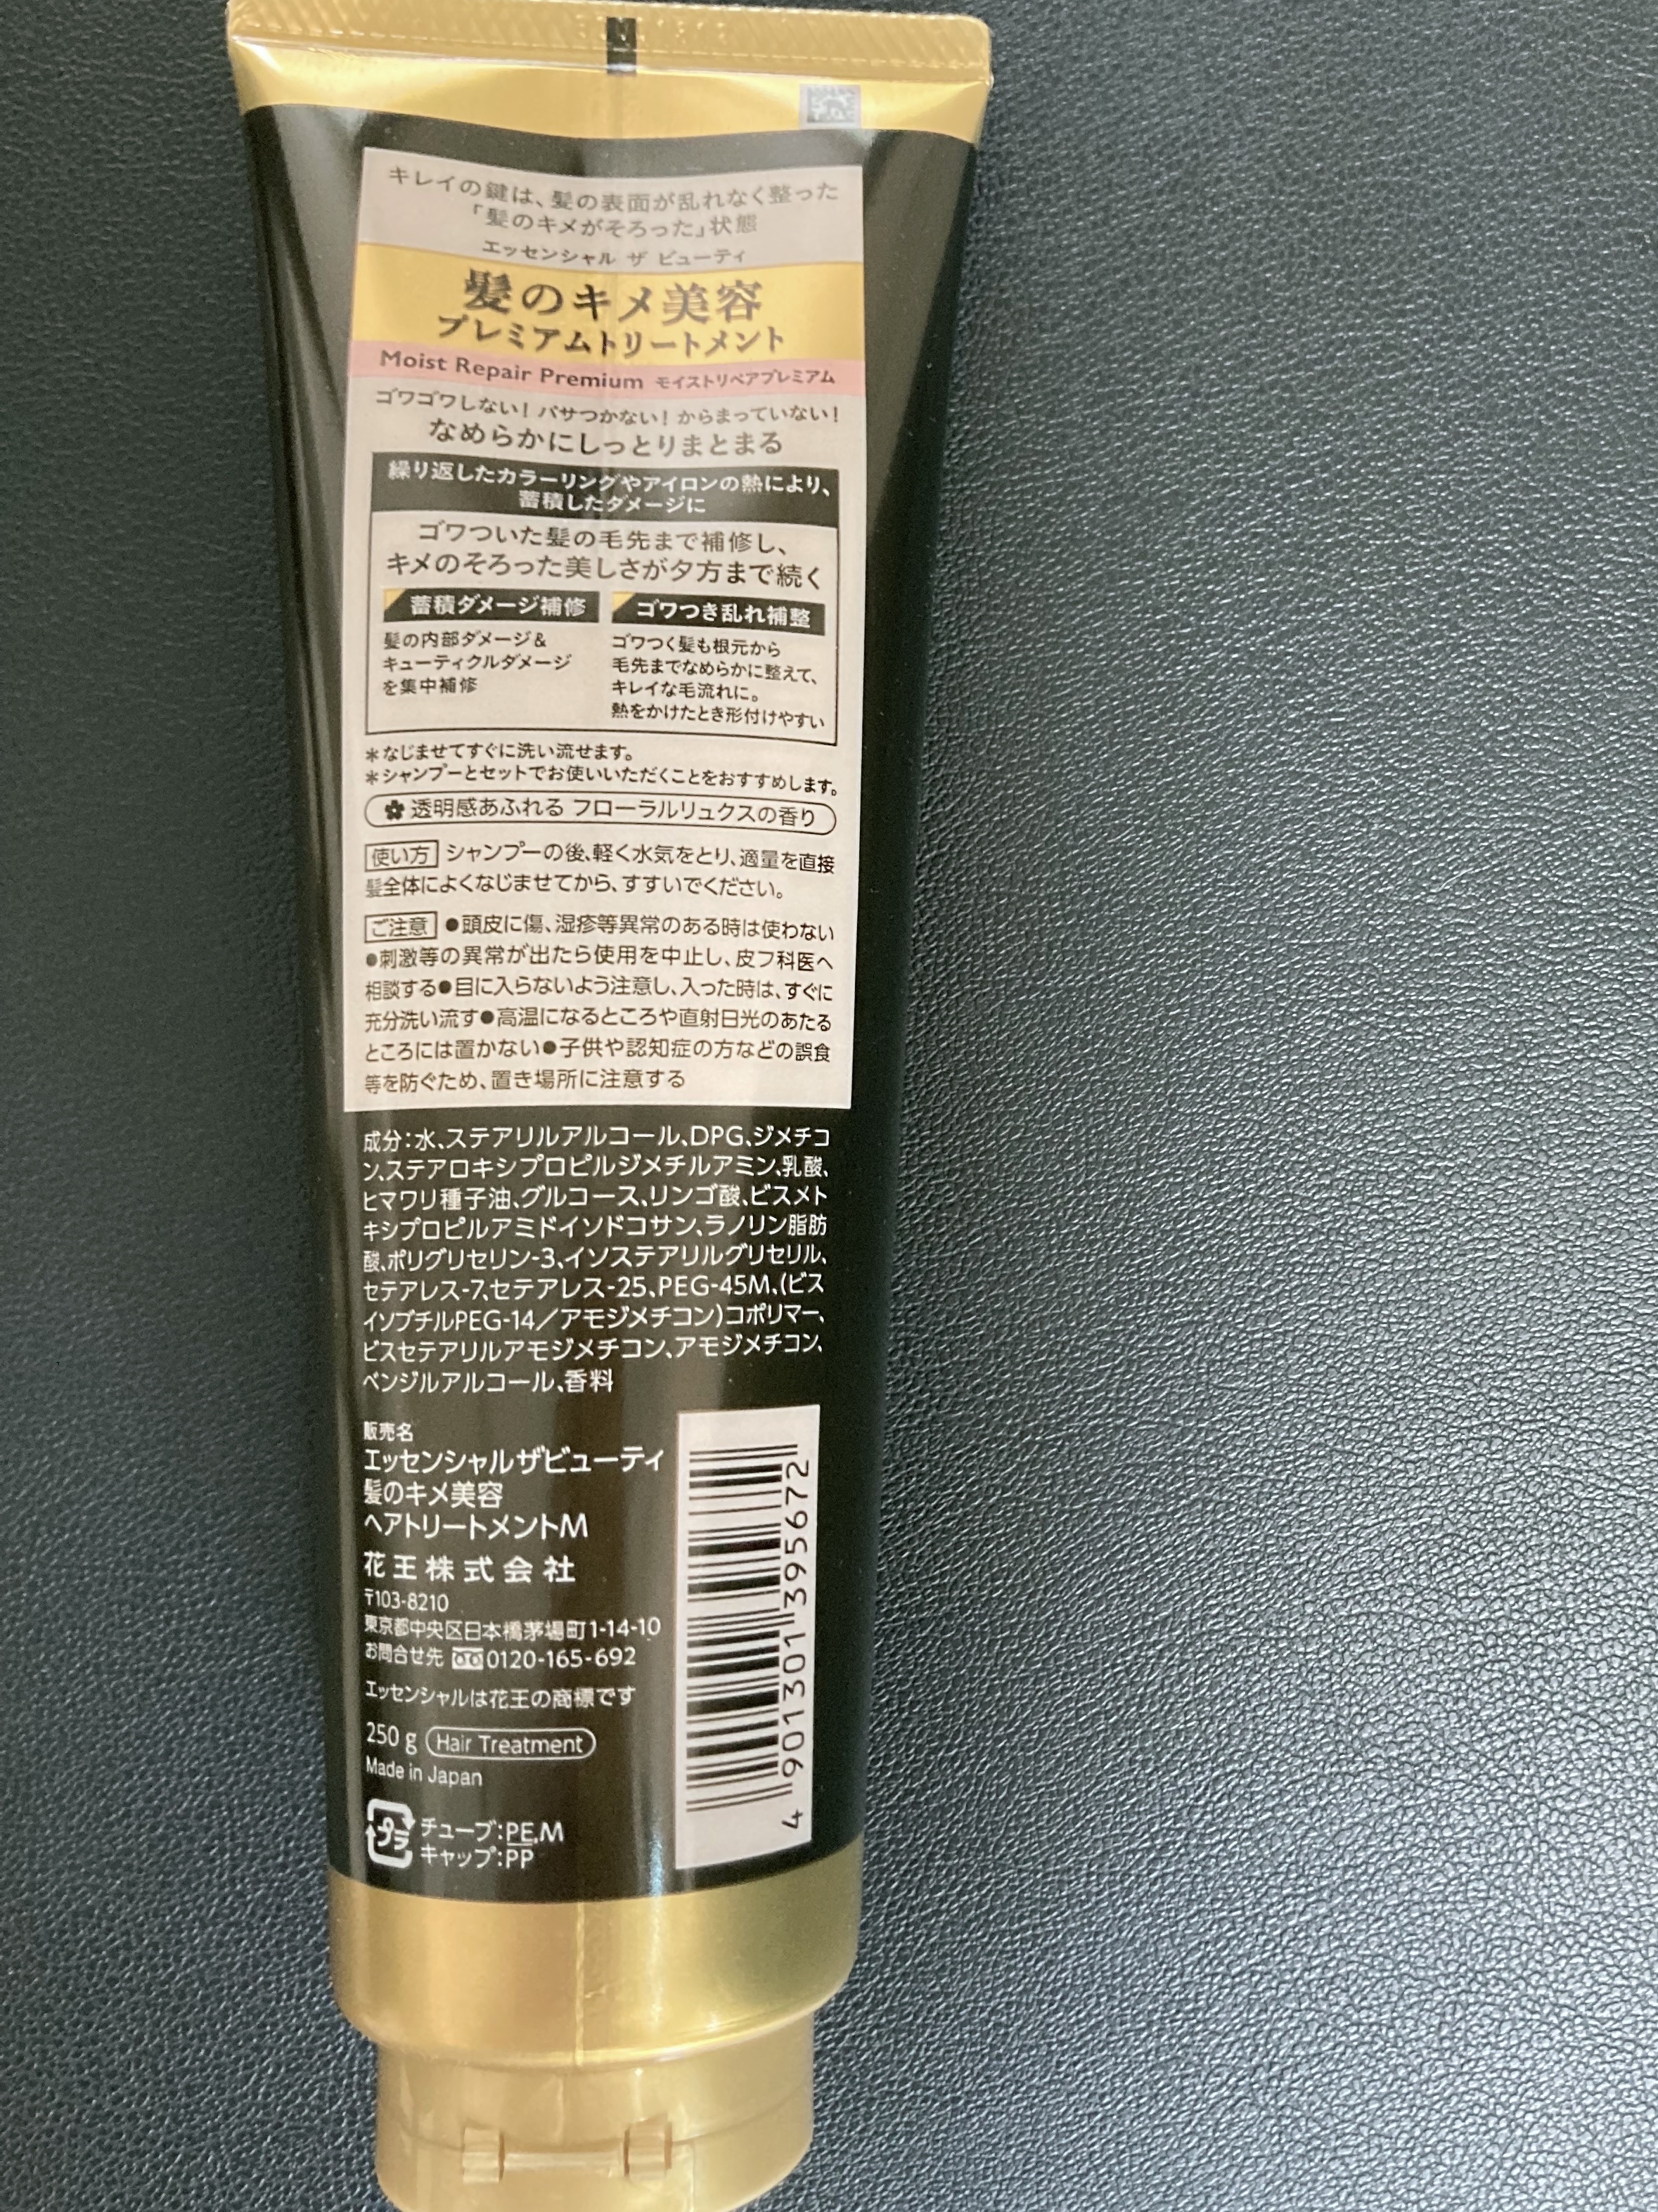 キレイの鍵は、髪の表面が乱れなく整った
「髪のキメがそろった」状態
エッセンシャル ザ ビューティ
髪のキメ美容
プレミアムトリートメント
Moist Repair Premium モイストリペアプレミアム
ゴワゴワしない！パサつかない！からまっていない！
なめらかにしっとりまとまる
繰り返したカラーリングやアイロンの熱により、
蓄積したダメージに
ゴワついた髪の毛先まで補修し、
キメのそろった美しさが夕方まで続く
蓄積ダメージ補修
髪の内部ダメージ＆
キューティクルダメージ
を集中補修
ゴワつき乱れ補整
ゴワつく髪も根元から
毛先までなめらかに整えて、
キレイな毛流れに。
熱をかけたとき形付けやすい
＊なじませてすぐに洗い流せます。
＊シャンプーとセットでお使いいただくことをおすすめします。
透明感あふれる フローラルリュクスの香り
使い方 シャンプーの後、軽く水気をとり、適量を直接
髪全体によくなじませてから、すすいでください。
ご注意 ●頭皮に傷、湿疹等異常のある時は使わない
●刺激等の異常が出たら使用を中止し、皮フ科医へ
相談する●目に入らないよう注意し、入った時は、すぐに
充分洗い流す●高温になるところや直射日光のあたる
ところには置かない●子供や認知症の方などの誤食
等を防ぐため、置き場所に注意する
成分：水、ステアリルアルコール、DPG、ジメチコ
ン、ステアロキシプロピルジメチルアミン、乳酸、
ヒマワリ種子油、グルコース、リンゴ酸、ビスメト
キシプロピルアミドイソドコサン、ラノリン脂肪
酸、ポリグリセリン-3、イソステアリルグリセリル、
セテアレス-7、セテアレス-25、PEG-45M、(ビス
イソブチルPEG-14／アモジメチコン)コポリマー、
ビスセテアリルアモジメチコン、アモジメチコン、
ベンジルアルコール、香料
販売名
エッセンシャルザビューティ
髪のキメ美容
ヘアトリートメントM
花王株式会社
〒103-8210
東京都中央区日本橋茅場町1-14-10
お問合せ先 0120-165-692
エッセンシャルは花王の商標です
250 g Hair Treatment
Made in Japan
プラ
チューブ：PE,M
キャップ：PP
4 901301 395672